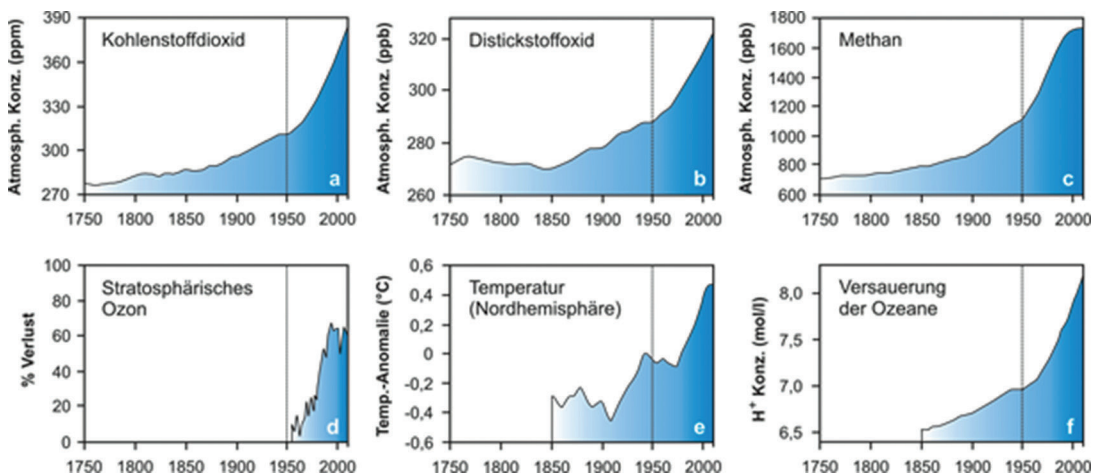 Atmosph. Konz. (ppm)
390
360
330
300
270
Kohlenstoffdioxid
a
1750 1800 1850 1900 1950 2000
Atmosph. Konz. (ppb)
320
300
280
260
Distickstoffoxid
b
1750 1800 1850 1900 1950 2000
Atmosph. Konz. (ppb)
1800
1600
1400
1200
1000
800
600
Methan
c
1750 1800 1850 1900 1950 2000
% Verlust
100
80
60
40
20
0
Stratosphärisches
Ozon
d
1750 1800 1850 1900 1950 2000
Temp.-Anomalie (°C)
0,6
0,4
0,2
0
-0,2
-0,4
-0,6
Temperatur
(Nordhemisphäre)
e
1750 1800 1850 1900 1950 2000
H⁺ Konz. (mol/l)
8,0
7,5
7,0
6,5
Versauerung
der Ozeane
f
1750 1800 1850 1900 1950 2000